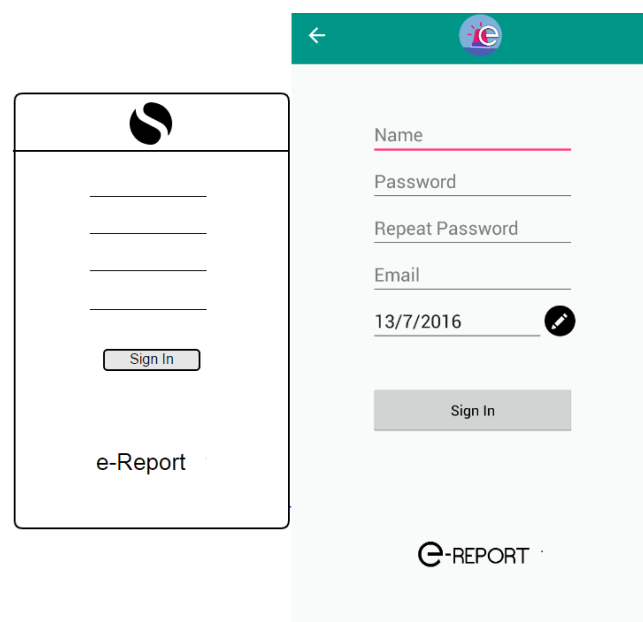 Sign In
e-Report
e
Name
Password
Repeat Password
Email
13/7/2016
Sign In
e-REPORT